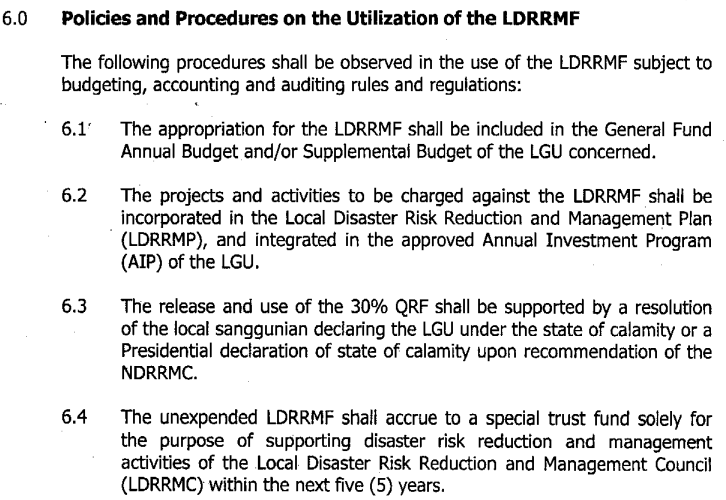 6.0 Policies and Procedures on the Utilization of the LDRRMF
The following procedures shall be observed in the use of the LDRRMF subject to
budgeting, accounting and auditing rules and regulations:
6.1 The appropriation for the LDRRMF shall be included in the General Fund
Annual Budget and/or Supplemental Budget of the LGU concerned.
6.2 The projects and activities to be charged against the LDRRMF shall be
incorporated in the Local Disaster Risk Reduction and Management Plan
(LDRRMP), and integrated in the approved Annual Investment Program
(AIP) of the LGU.
6.3 The release and use of the 30% QRF shall be supported by a resolution
of the local sanggunian declaring the LGU under the state of calamity or a
Presidential declaration of state of calamity upon recommendation of the
NDRRMC.
6.4 The unexpended LDRRMF shall accrue to a special trust fund solely for
the purpose of supporting disaster risk reduction and management
activities of the Local Disaster Risk Reduction and Management Council
(LDRRMC) within the next five (5) years.